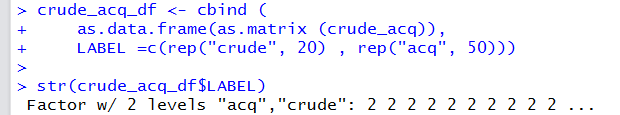 > crude_acq_df <- cbind (
+     as.data.frame(as.matrix (crude_acq)),
+     LABEL =c(rep("crude", 20) , rep("acq", 50)))
>
> str(crude_acq_df$LABEL)
 Factor w/ 2 levels "acq","crude": 2 2 2 2 2 2 2 2 2 2 ...